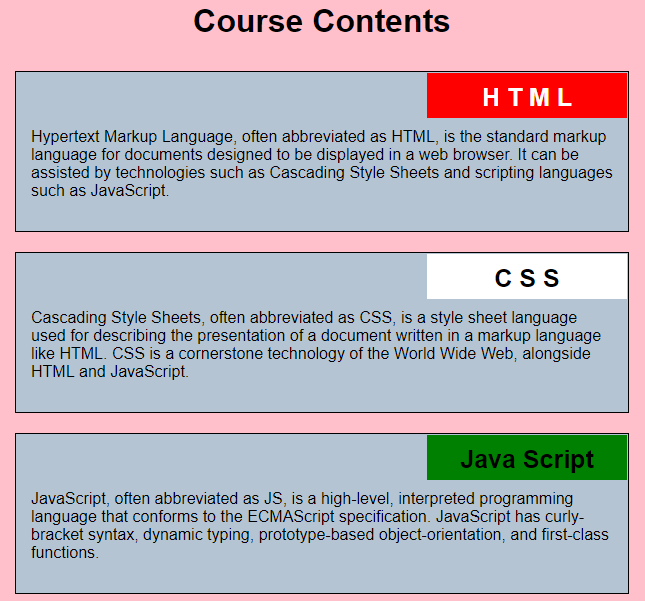 Course Contents
H T M L
Hypertext Markup Language, often abbreviated as HTML, is the standard markup
language for documents designed to be displayed in a web browser. It can be
assisted by technologies such as Cascading Style Sheets and scripting languages
such as JavaScript.
C S S
Cascading Style Sheets, often abbreviated as CSS, is a style sheet language
used for describing the presentation of a document written in a markup language
like HTML. CSS is a cornerstone technology of the World Wide Web, alongside
HTML and JavaScript.
Java Script
JavaScript, often abbreviated as JS, is a high-level, interpreted programming
language that conforms to the ECMAScript specification. JavaScript has curly-
bracket syntax, dynamic typing, prototype-based object-orientation, and first-class
functions.